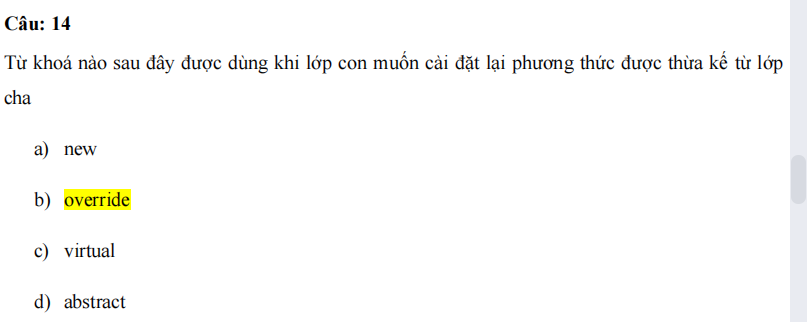 Câu: 14
Từ khoá nào sau đây được dùng khi lớp con muốn cài đặt lại phương thức được thừa kế từ lớp
cha
a) new
b) override
c) virtual
d) abstract